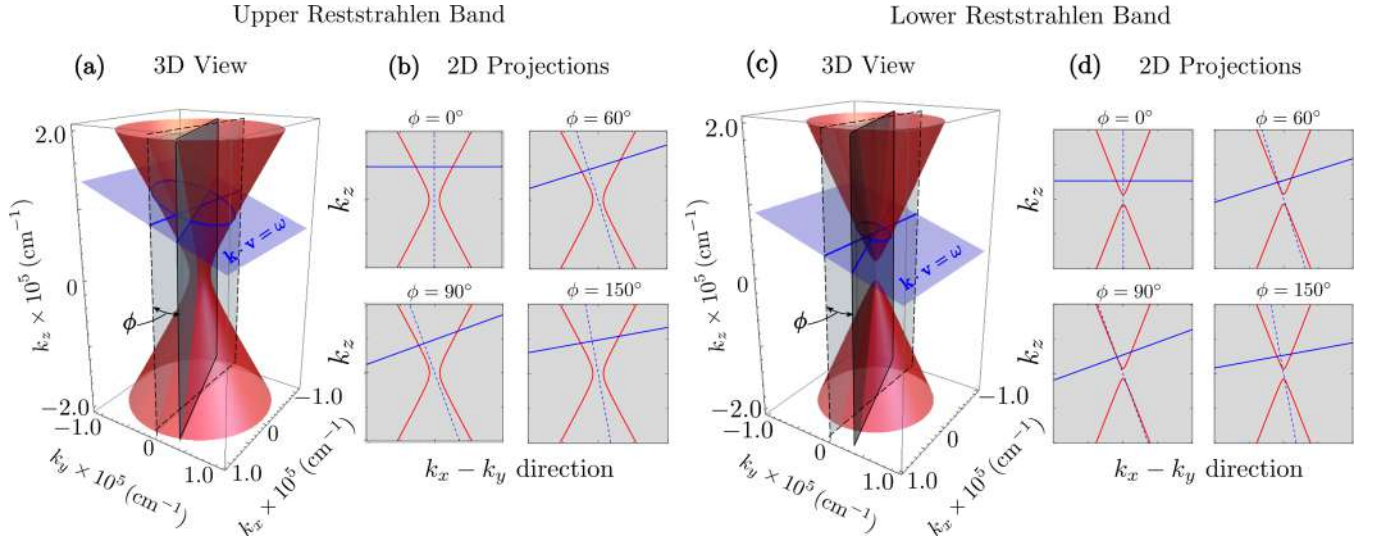 Upper Reststrahlen Band
Lower Reststrahlen Band
(a) 3D View
(b) 2D Projections
(c) 3D View
(d) 2D Projections
2.0
0
−2.0
k_z × 10^5 (cm^{−1})
−1.0
0
1.0
k_y × 10^5 (cm^{−1})
1.0
0
−1.0
k_x × 10^5 (cm^{−1})
k · v = ω
ϕ
ϕ = 0°
ϕ = 60°
k_z
ϕ = 90°
ϕ = 150°
k_z
k_x − k_y direction
2.0
0
−2.0
k_z × 10^5 (cm^{−1})
−1.0
0
1.0
k_y × 10^5 (cm^{−1})
1.0
0
−1.0
k_x × 10^5 (cm^{−1})
k · v = ω
ϕ
ϕ = 0°
ϕ = 60°
k_z
ϕ = 90°
ϕ = 150°
k_z
k_x − k_y direction